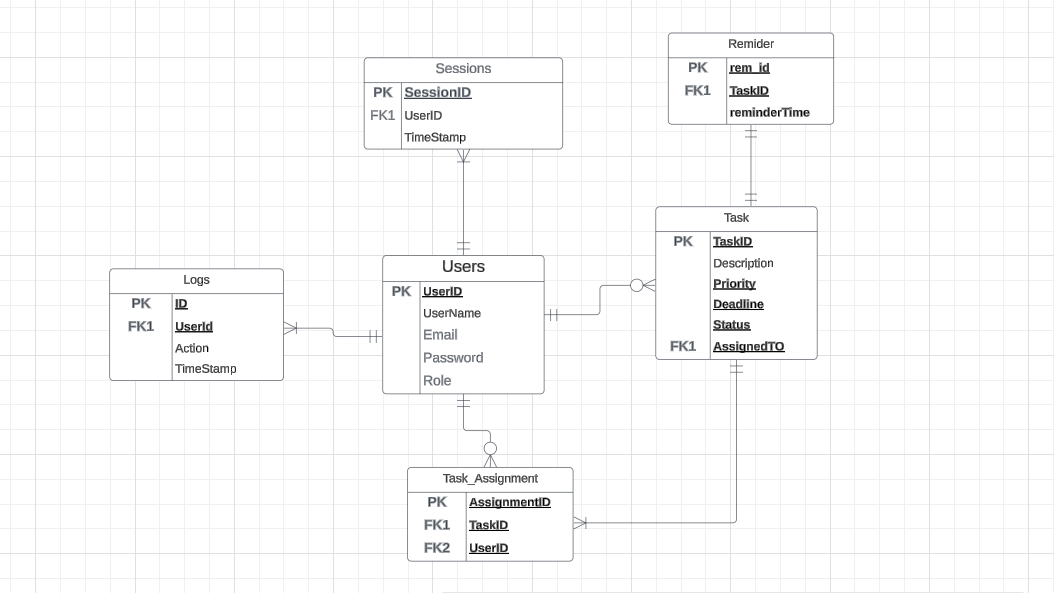 Remider
PK rem_id
FK1 TaskID
reminderTime
Sessions
PK SessionID
FK1 UserID
TimeStamp
Task
PK TaskID
Description
Priority
Deadline
Status
FK1 AssignedTO
Users
PK UserID
UserName
Email
Password
Role
Logs
PK ID
FK1 UserId
Action
TimeStamp
Task_Assignment
PK AssignmentID
FK1 TaskID
FK2 UserID